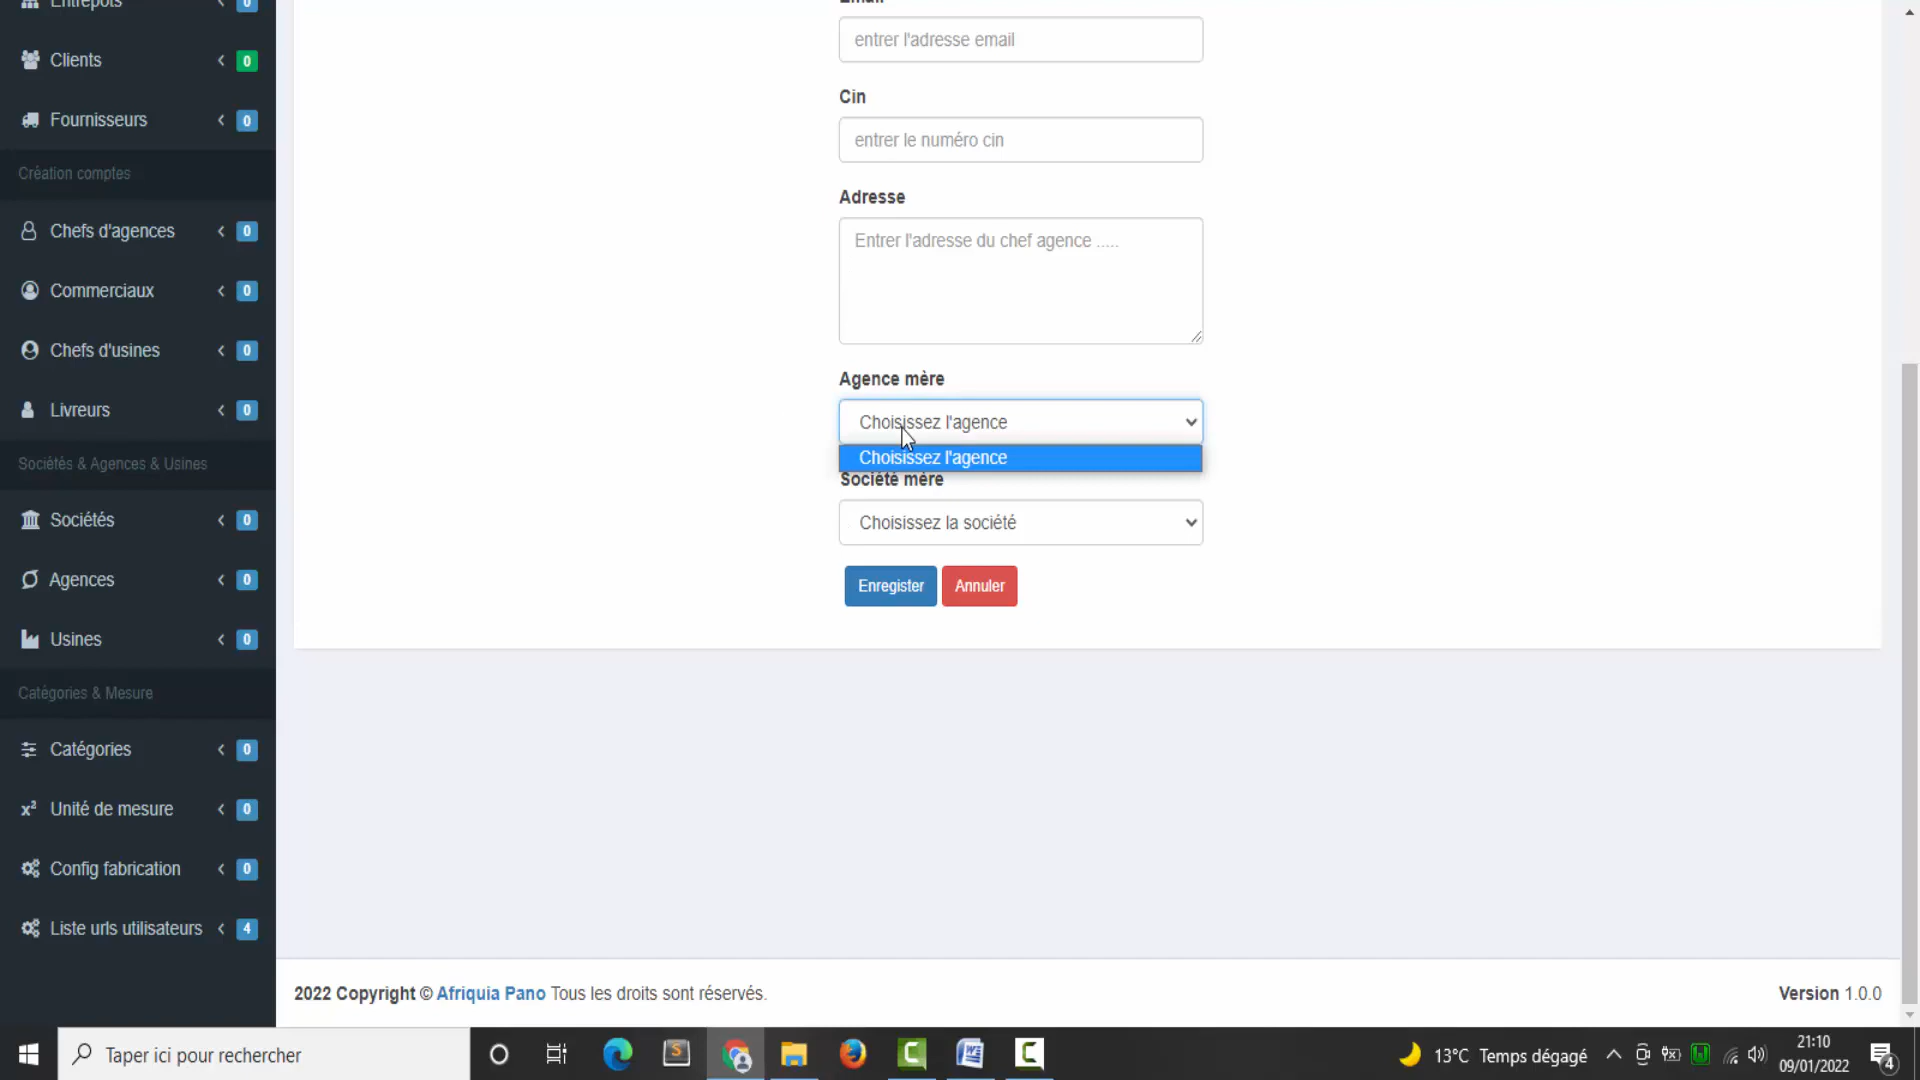 Entrepôts 0
Clients 0
Fournisseurs 0
Création comptes
Chefs d'agences 0
Commerciaux 0
Chefs d'usines 0
Livreurs 0
Sociétés & Agences & Usines
Sociétés 0
Agences 0
Usines 0
Catégories & Mesure
Catégories 0
x² Unité de mesure 0
Config fabrication 0
Liste urls utilisateurs 4
Email
entrer l'adresse email
Cin
entrer le numéro cin
Adresse
Entrer l'adresse du chef agence .....
Agence mère
Choisissez l'agence
Choisissez l'agence
Société mère
Choisissez la société
Enregister Annuler
2022 Copyright © Afriquia Pano Tous les droits sont réservés.
Version 1.0.0
Taper ici pour rechercher
13°C Temps dégagé
21:10
09/01/2022
4